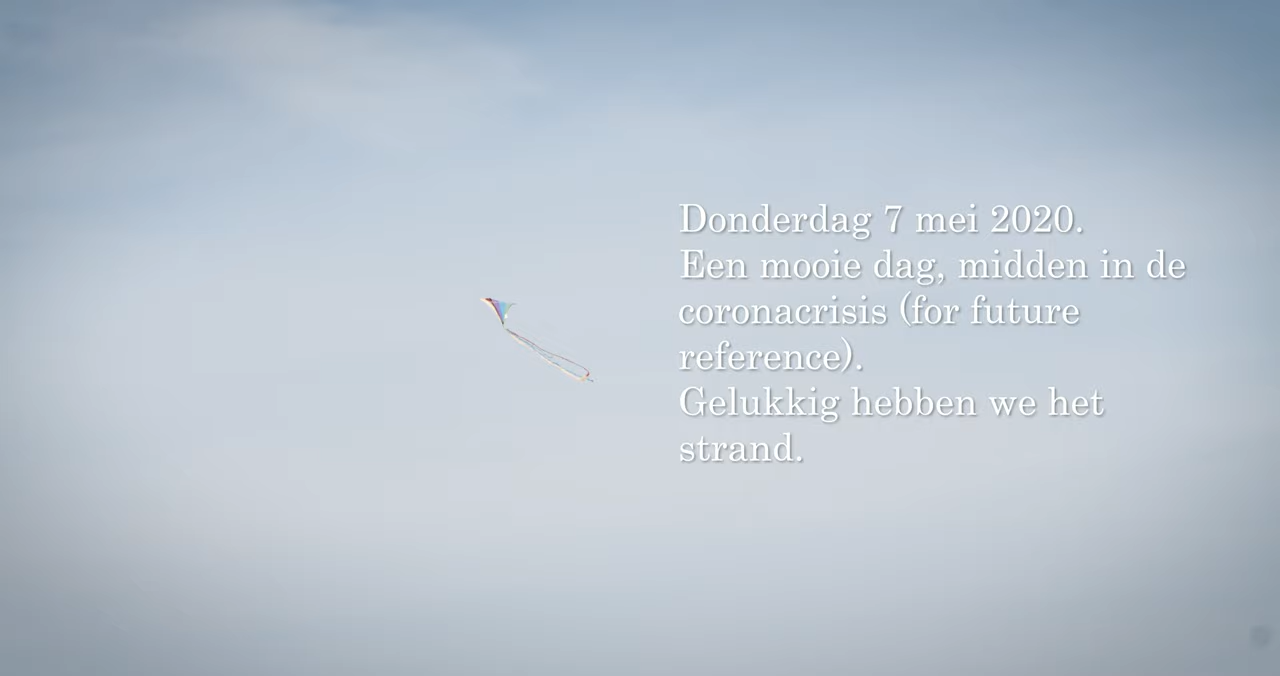 Donderdag 7 mei 2020.
Een mooie dag, midden in de
coronacrisis (for future
reference).
Gelukkig hebben we het
strand.